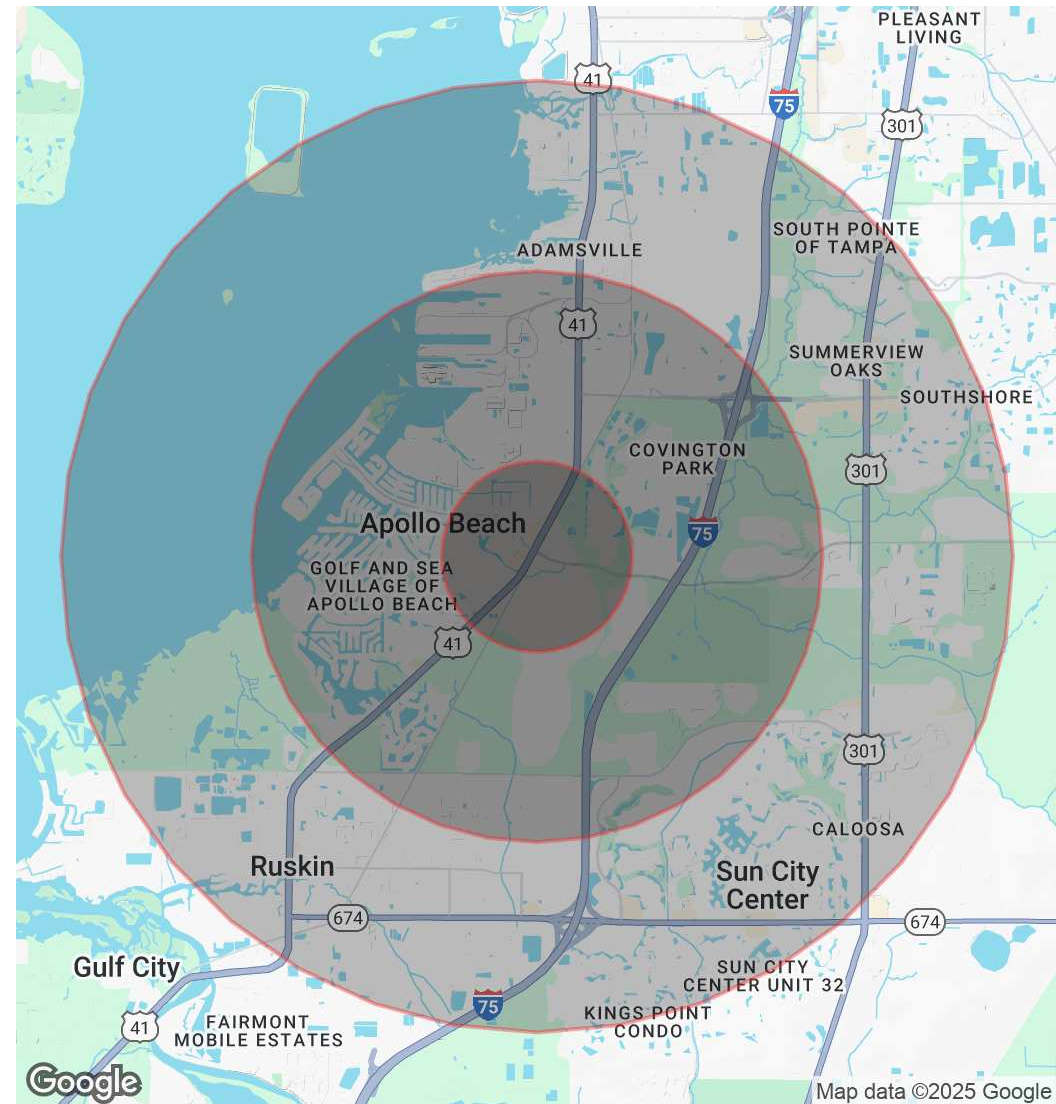 PLEASANT
LIVING
41
75
301
SOUTH POINTE
OF TAMPA
ADAMSVILLE
41
SUMMERVIEW
OAKS
SOUTHSHORE
COVINGTON
PARK
301
Apollo Beach
75
GOLF AND SEA
VILLAGE OF
APOLLO BEACH
41
301
CALOOSA
Ruskin
Sun City
Center
674
674
Gulf City
SUN CITY
CENTER UNIT 32
75
KINGS POINT
CONDO
41
FAIRMONT
MOBILE ESTATES
Google
Map data ©2025 Google